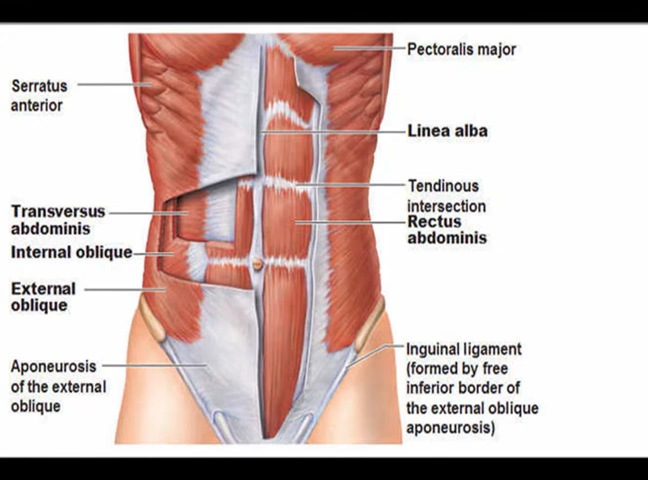 Pectoralis major
Serratus
anterior
Linea alba
Tendinous
intersection
Rectus
abdominis
Transversus
abdominis
Internal oblique
External
oblique
Aponeurosis
of the external
oblique
Inguinal ligament
(formed by free
inferior border of
the external oblique
aponeurosis)